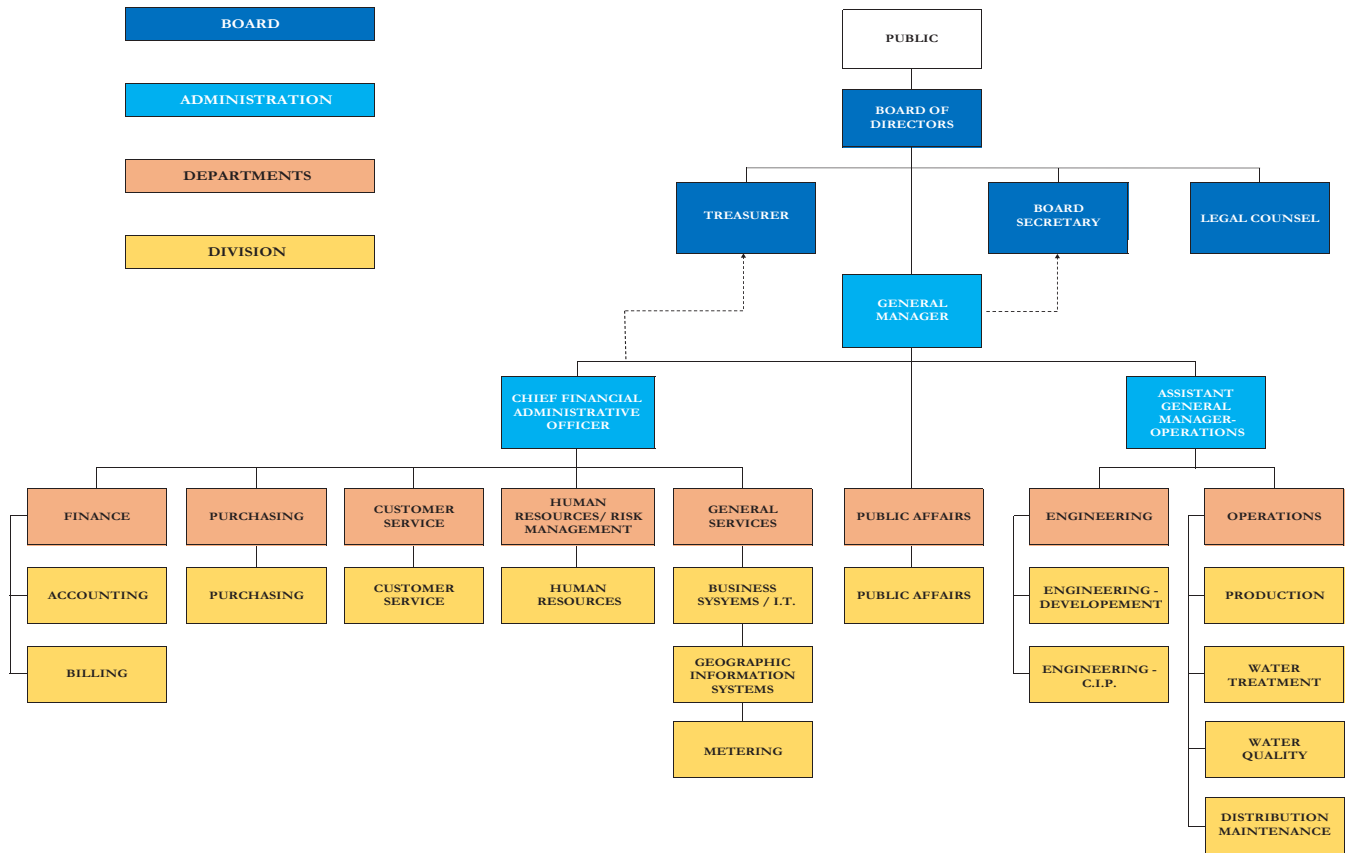 BOARD
ADMINISTRATION
DEPARTMENTS
DIVISION
PUBLIC
BOARD OF
DIRECTORS
TREASURER
BOARD
SECRETARY
LEGAL COUNSEL
GENERAL
MANAGER
CHIEF FINANCIAL
ADMINISTRATIVE
OFFICER
ASSISTANT
GENERAL
MANAGER-
OPERATIONS
FINANCE
PURCHASING
CUSTOMER
SERVICE
HUMAN
RESOURCES/ RISK
MANAGEMENT
GENERAL
SERVICES
PUBLIC AFFAIRS
ENGINEERING
OPERATIONS
ACCOUNTING
PURCHASING
CUSTOMER
SERVICE
HUMAN
RESOURCES
BUSINESS
SYSYEMS / I.T.
PUBLIC AFFAIRS
ENGINEERING -
DEVELOPEMENT
PRODUCTION
BILLING
GEOGRAPHIC
INFORMATION
SYSTEMS
ENGINEERING -
C.I.P.
WATER
TREATMENT
METERING
WATER
QUALITY
DISTRIBUTION
MAINTENANCE